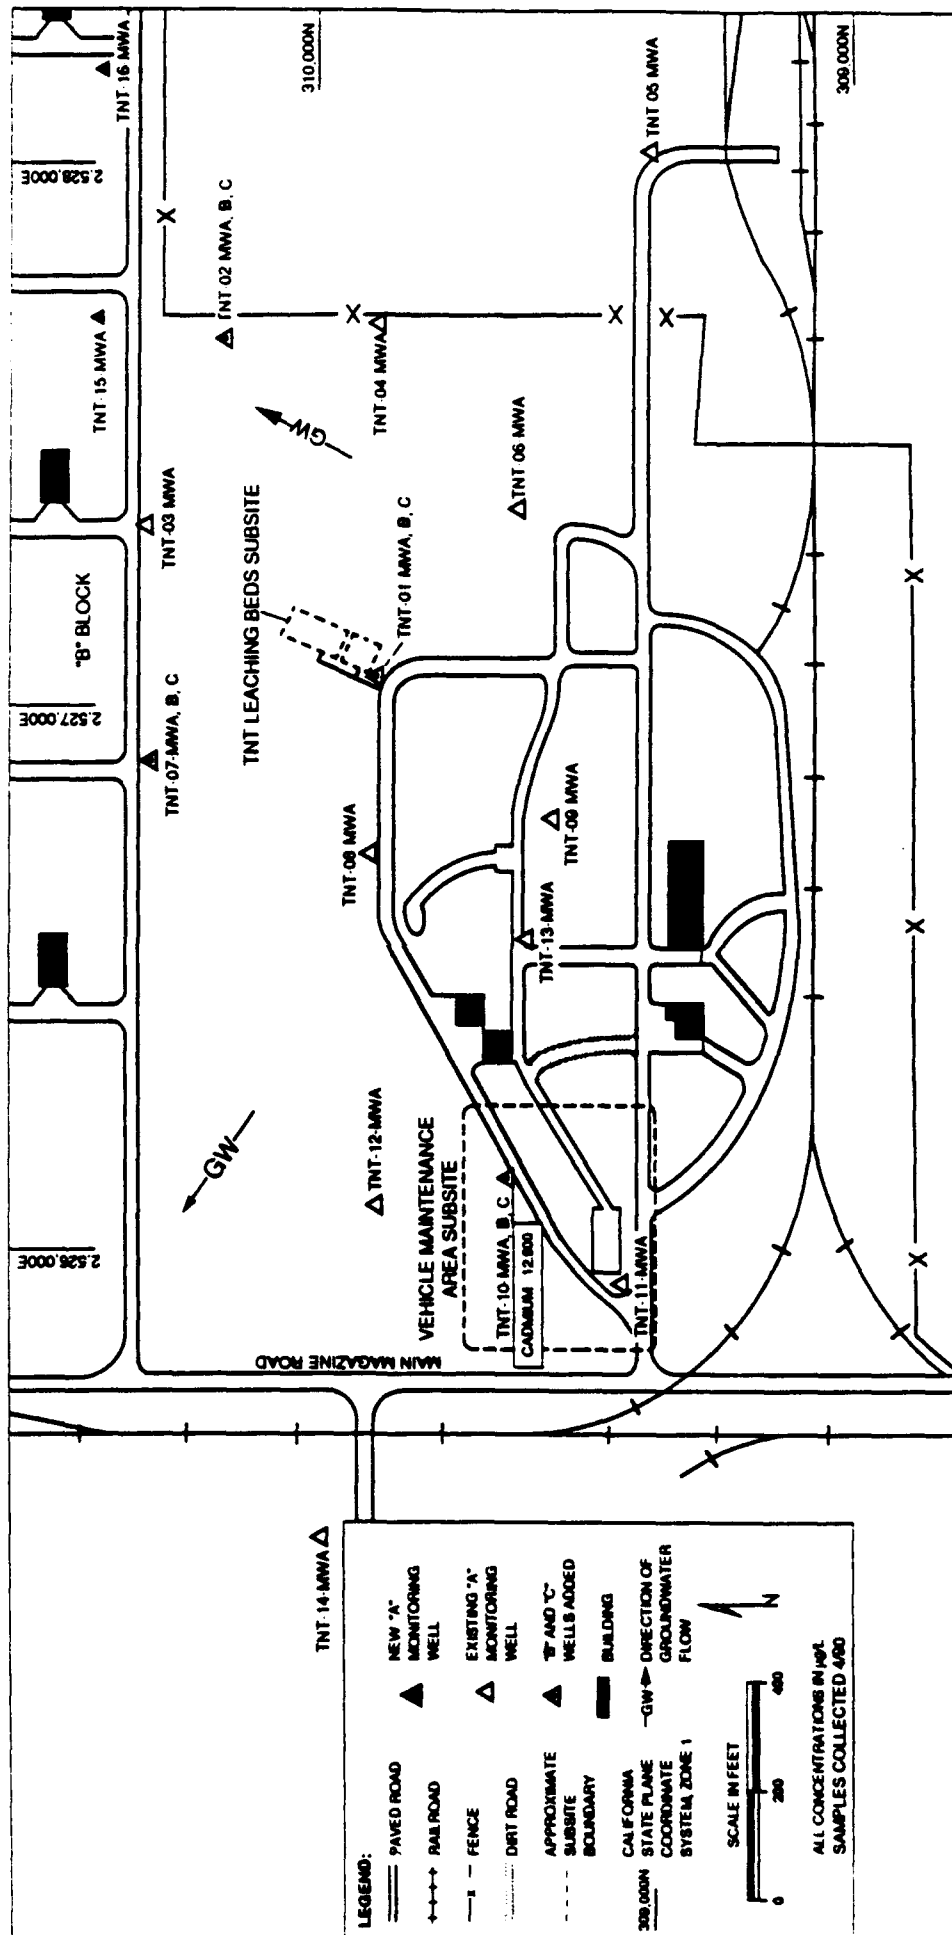 TNT-16 MWA
310,000N
309,000N
2.528.000E
TNT 05 MWA
TNT-02 MWA, B, C
TNT-15-MWA
TNT-04 MWA
GW
TNT-06 MWA
TNT-03 MWA
TNT LEACHING BEDS SUBSITE
TNT-01 MWA, B, C
"B" BLOCK
2.527.000E
TNT-07-MWA, B, C
TNT-08 MWA
TNT-09 MWA
TNT-13-MWA
GW
TNT-12-MWA
VEHICLE MAINTENANCE
AREA SUBSITE
2.526.000E
TNT-10-MWA, B, C
CADMIUM 12.600
TNT-11-MWA
MAIN MAGAZINE ROAD
TNT-14-MWA
LEGEND:
PAVED ROAD
RAILROAD
FENCE
DIRT ROAD
APPROXIMATE
SUBSITE
BOUNDARY
309,000N
CALIFORNIA
STATE PLANE
COORDINATE
SYSTEM, ZONE 1
NEW "A"
MONITORING
WELL
EXISTING "A"
MONITORING
WELL
"B" AND "C"
WELLS ADDED
BUILDING
GW
DIRECTION OF
GROUNDWATER
FLOW
SCALE IN FEET
0 200 400
N
ALL CONCENTRATIONS IN µg/L
SAMPLES COLLECTED 4/90